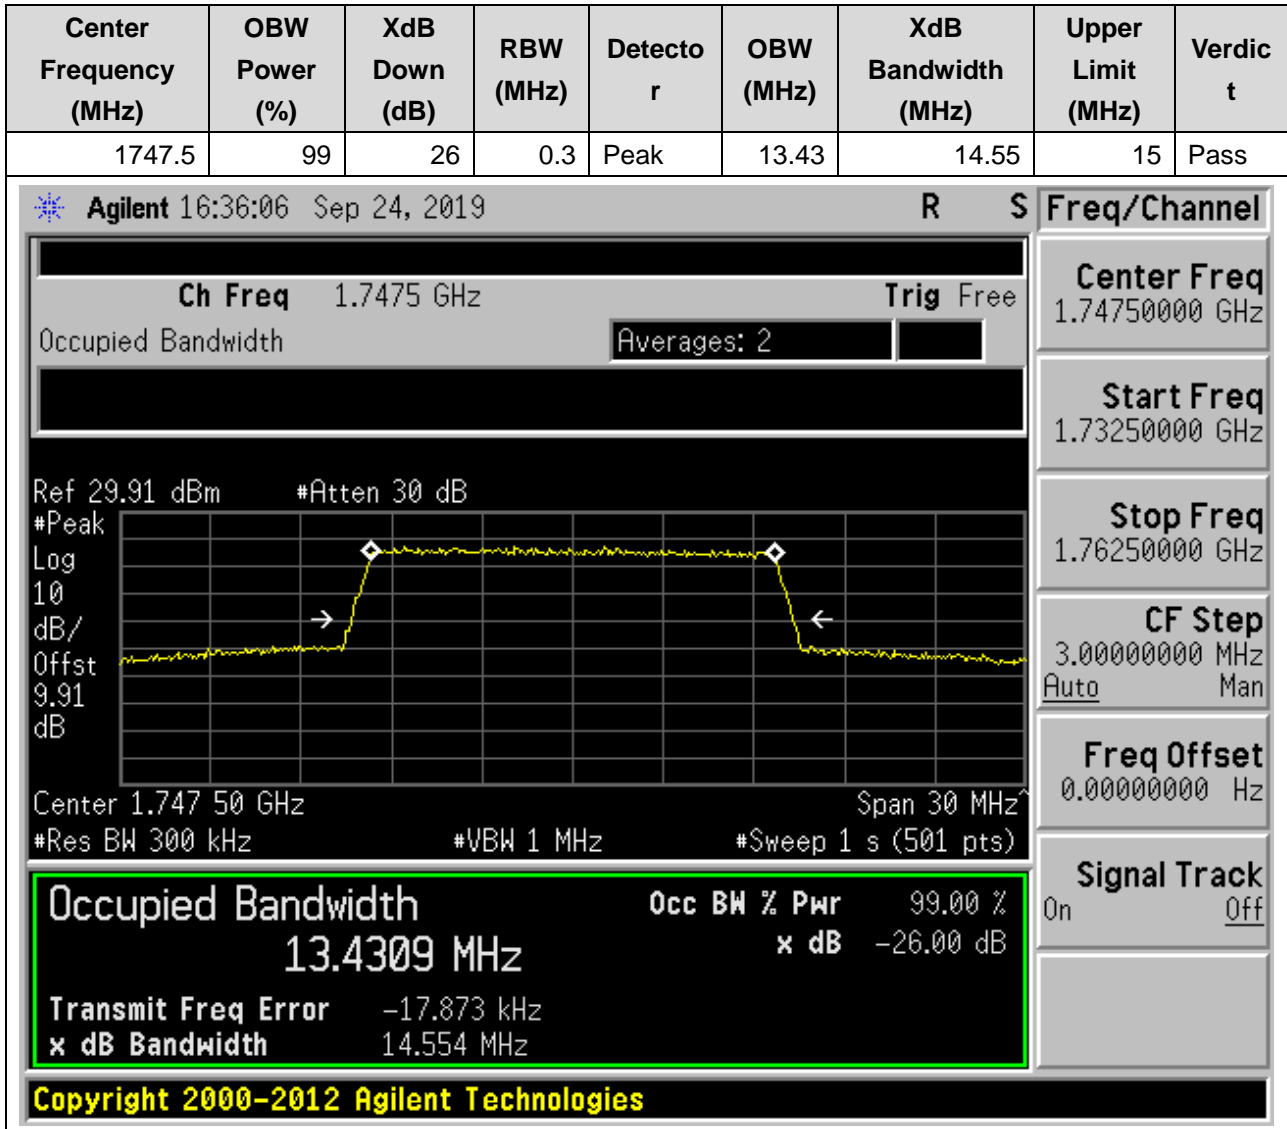 Center Frequency (MHz) OBW Power (%) XdB Down (dB) RBW (MHz) Detecto r OBW (MHz) XdB Bandwidth (MHz) Upper Limit (MHz) Verdic t
1747.5 99 26 0.3 Peak 13.43 14.55 15 Pass
Agilent 16:36:06 Sep 24, 2019 R S
Ch Freq 1.7475 GHz Trig Free
Occupied Bandwidth Averages: 2
Ref 29.91 dBm #Atten 30 dB
#Peak
Log
10
dB/
Offst
9.91
dB
Center 1.747 50 GHz Span 30 MHz^
#Res BW 300 kHz #VBW 1 MHz #Sweep 1 s (501 pts)
Occupied Bandwidth Occ BW % Pwr 99.00 %
13.4309 MHz x dB -26.00 dB
Transmit Freq Error -17.873 kHz
x dB Bandwidth 14.554 MHz
Freq/Channel
Center Freq
1.74750000 GHz
Start Freq
1.73250000 GHz
Stop Freq
1.76250000 GHz
CF Step
3.00000000 MHz
Auto Man
Freq Offset
0.00000000 Hz
Signal Track
On Off
Copyright 2000-2012 Agilent Technologies